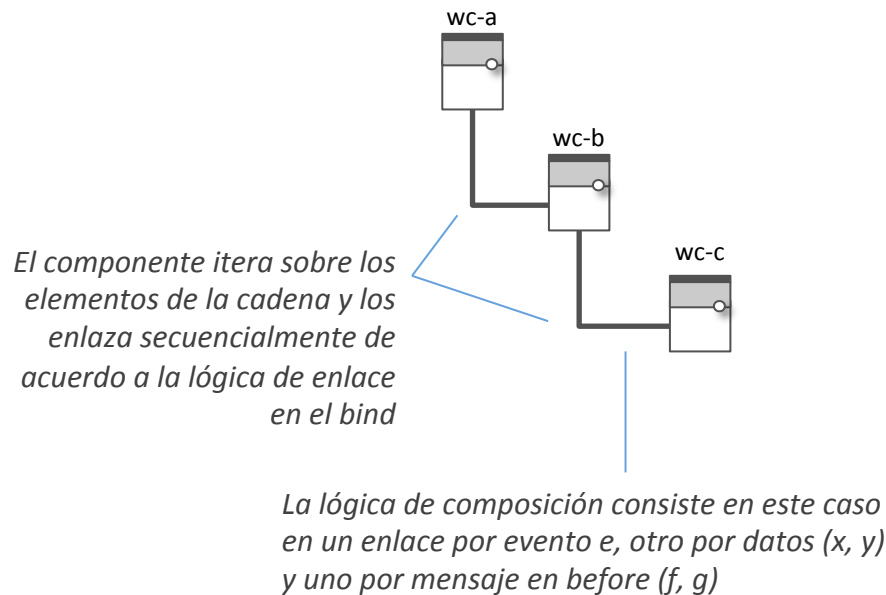 wc-a
wc-b
wc-c
El componente itera sobre los
elementos de la cadena y los
enlaza secuencialmente de
acuerdo a la lógica de enlace
en el bind
La lógica de composición consiste en este caso
en un enlace por evento e, otro por datos (x, y)
y uno por mensaje en before (f, g)